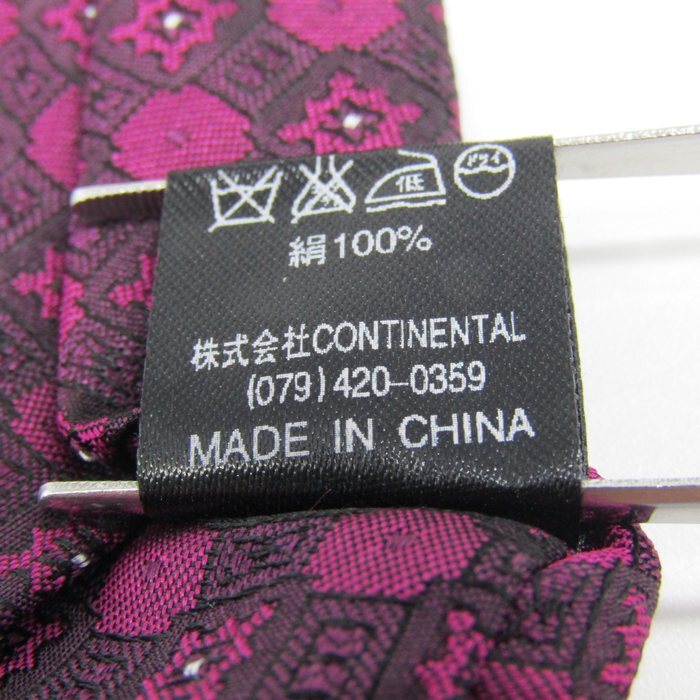 低 ドライ
絹100%
株式会社CONTINENTAL
(079)420-0359
MADE IN CHINA